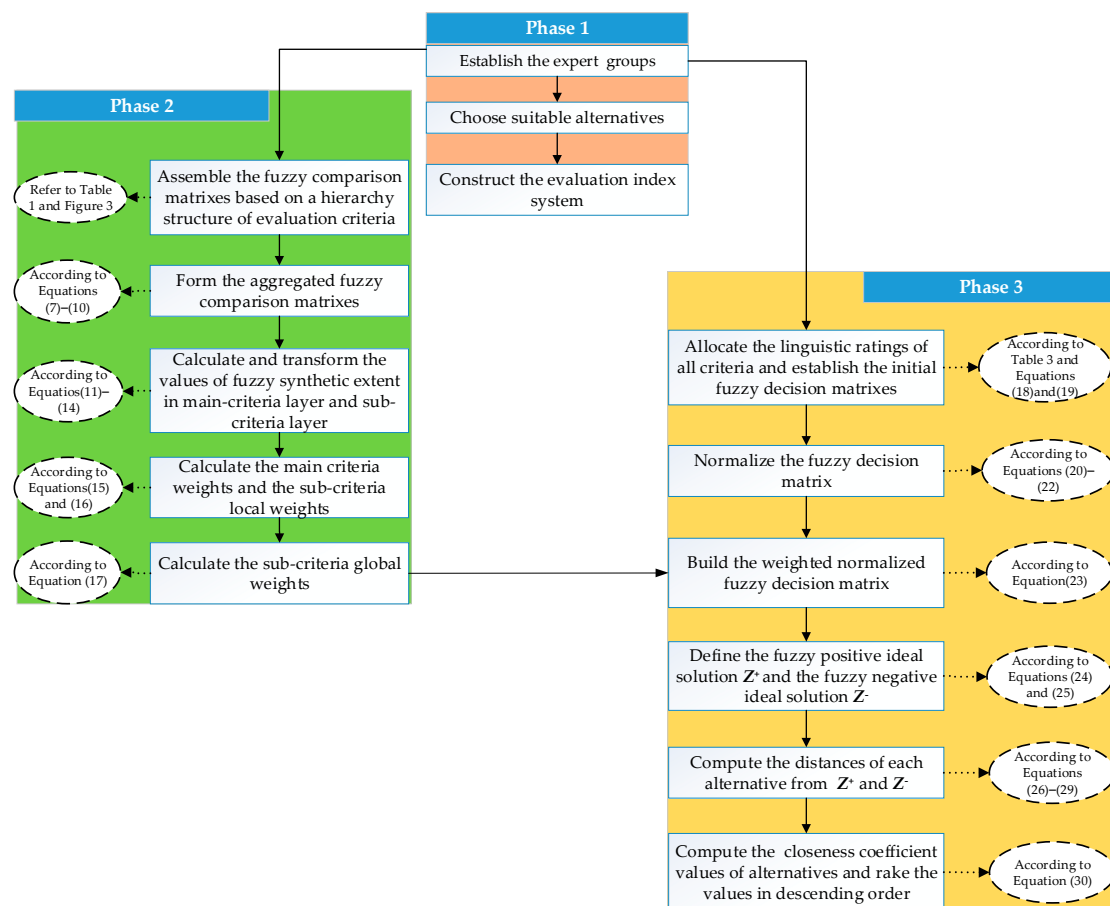 Phase 1
Establish the expert groups
Choose suitable alternatives
Construct the evaluation index
system
Phase 2
Refer to Table
1 and Figure 3
Assemble the fuzzy comparison
matrixes based on a hierarchy
structure of evaluation criteria
According to
Equations
(7)–(10)
Form the aggregated fuzzy
comparison matrixes
According to
Equatios(11)–
(14)
Calculate and transform the
values of fuzzy synthetic extent
in main-criteria layer and sub-
criteria layer
According to
Equations(15)
and (16)
Calculate the main criteria
weights and the sub-criteria
local weights
According to
Equation (17)
Calculate the sub-criteria global
weights
Phase 3
Allocate the linguistic ratings of
all criteria and establish the initial
fuzzy decision matrixes
According to
Table 3 and
Equations
(18)and(19)
Normalize the fuzzy decision
matrix
According to
Equations (20)–
(22)
Build the weighted normalized
fuzzy decision matrix
According to
Equation(23)
Define the fuzzy positive ideal
solution Z⁺ and the fuzzy negative
ideal solution Z⁻
According to
Equations (24)
and (25)
Compute the distances of each
alternative from Z⁺ and Z⁻
According to
Equations
(26)–(29)
Compute the closeness coefficient
values of alternatives and rake the
values in descending order
According to
Equation (30)